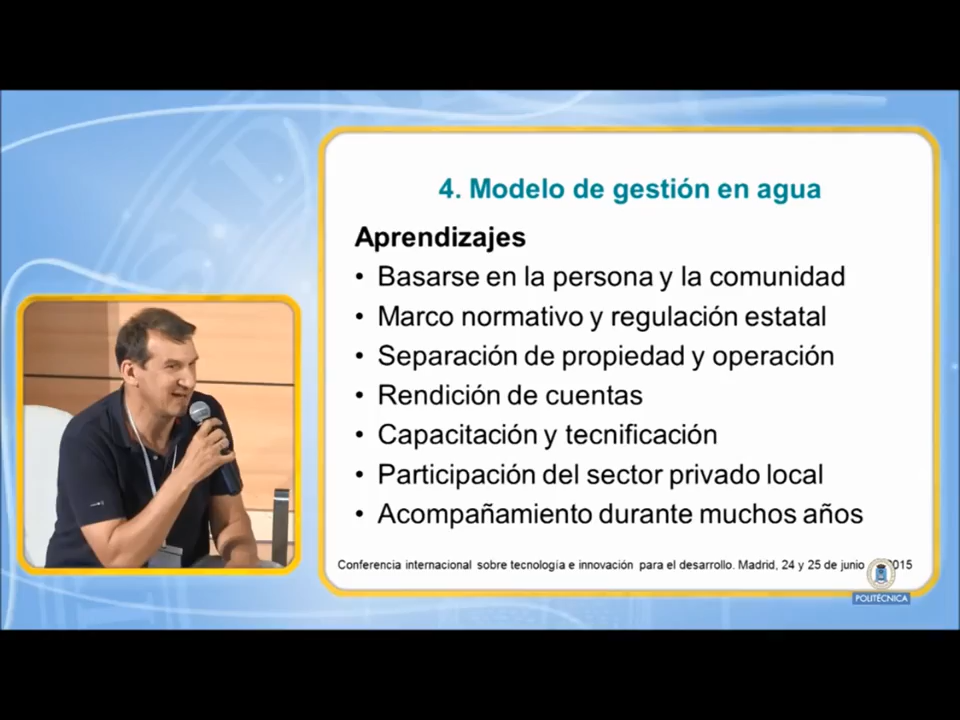 4. Modelo de gestión en agua
Aprendizajes
• Basarse en la persona y la comunidad
• Marco normativo y regulación estatal
• Separación de propiedad y operación
• Rendición de cuentas
• Capacitación y tecnificación
• Participación del sector privado local
• Acompañamiento durante muchos años
Conferencia internacional sobre tecnología e innovación para el desarrollo. Madrid, 24 y 25 de junio 2015
POLITÉCNICA